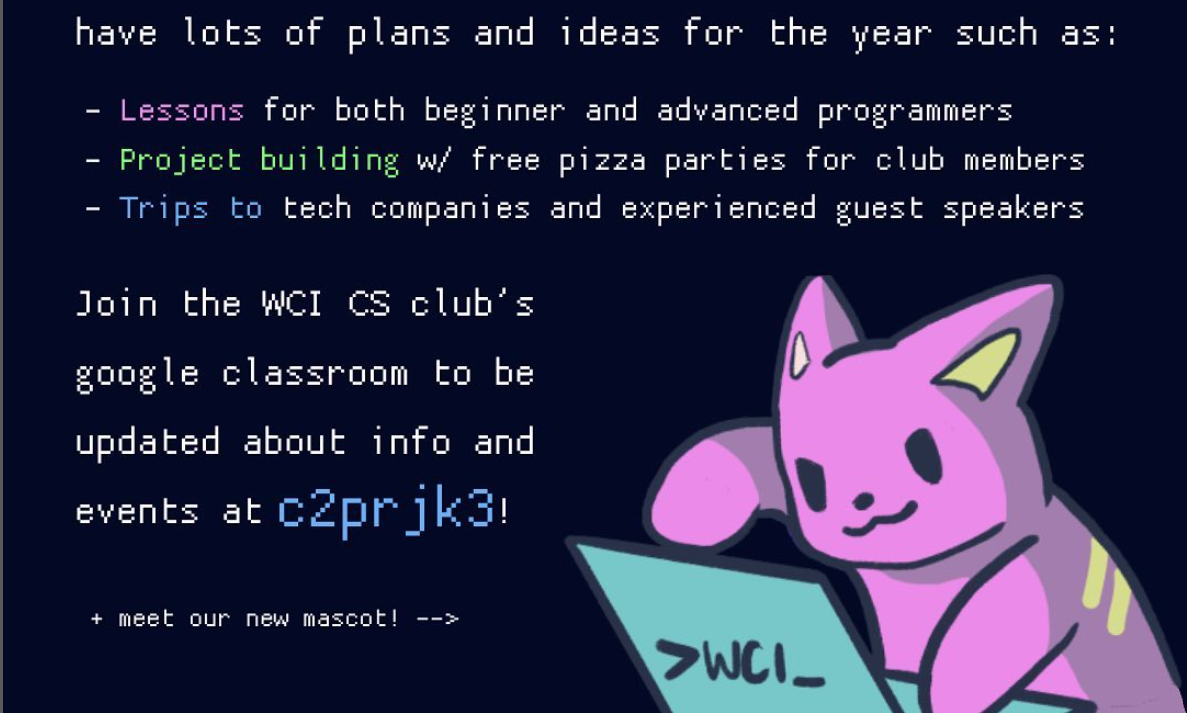 have lots of plans and ideas for the year such as:
- Lessons for both beginner and advanced programmers
- Project building w/ free pizza parties for club members
- Trips to tech companies and experienced guest speakers
Join the WCI CS club's
google classroom to be
updated about info and
events at c2prjk3!
+ meet our new mascot! -->
>WCI_